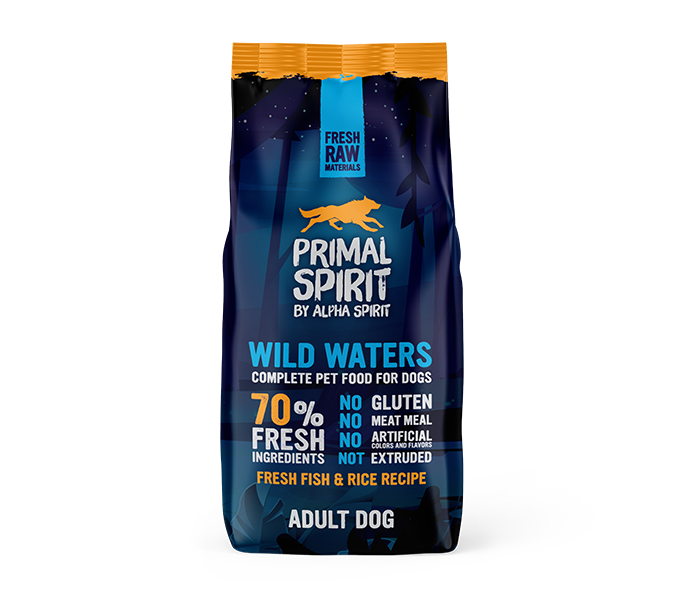 FRESH
RAW
MATERIALS
PRIMAL
SPIRIT
BY ALPHA SPIRIT
WILD WATERS
COMPLETE PET FOOD FOR DOGS
70%
FRESH
INGREDIENTS
NO GLUTEN
NO MEAT MEAL
NO ARTIFICIAL
COLORS AND FLAVORS
NOT EXTRUDED
FRESH FISH & RICE RECIPE
ADULT DOG